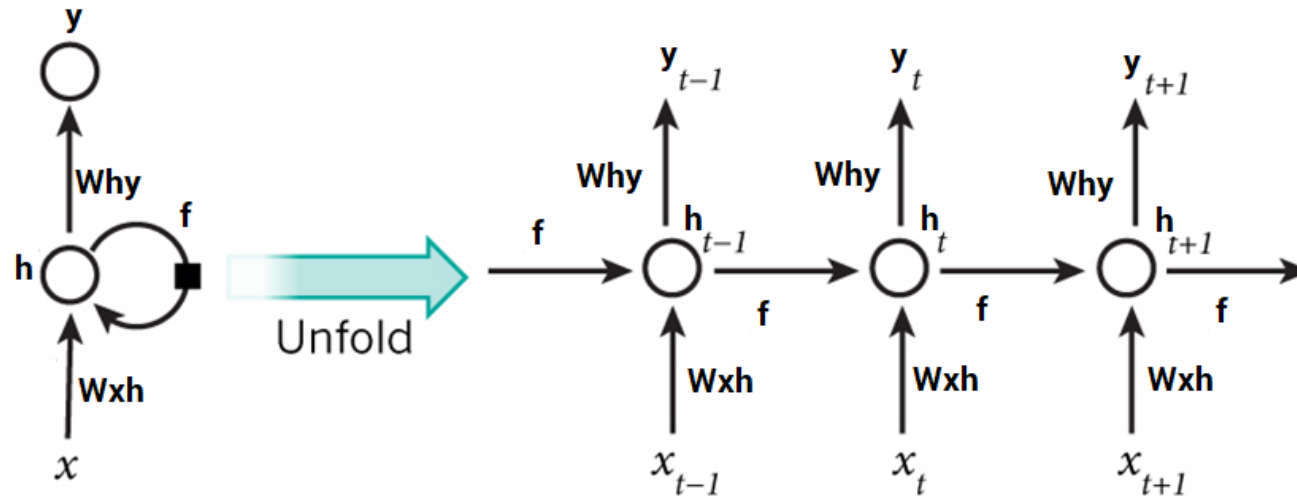 y
Why
f
h
Wxh
x
Unfold
y t-1 y t y t+1
Why Why Why
f h t-1 h t h t+1
f f f
Wxh Wxh Wxh
x t-1 x t x t+1